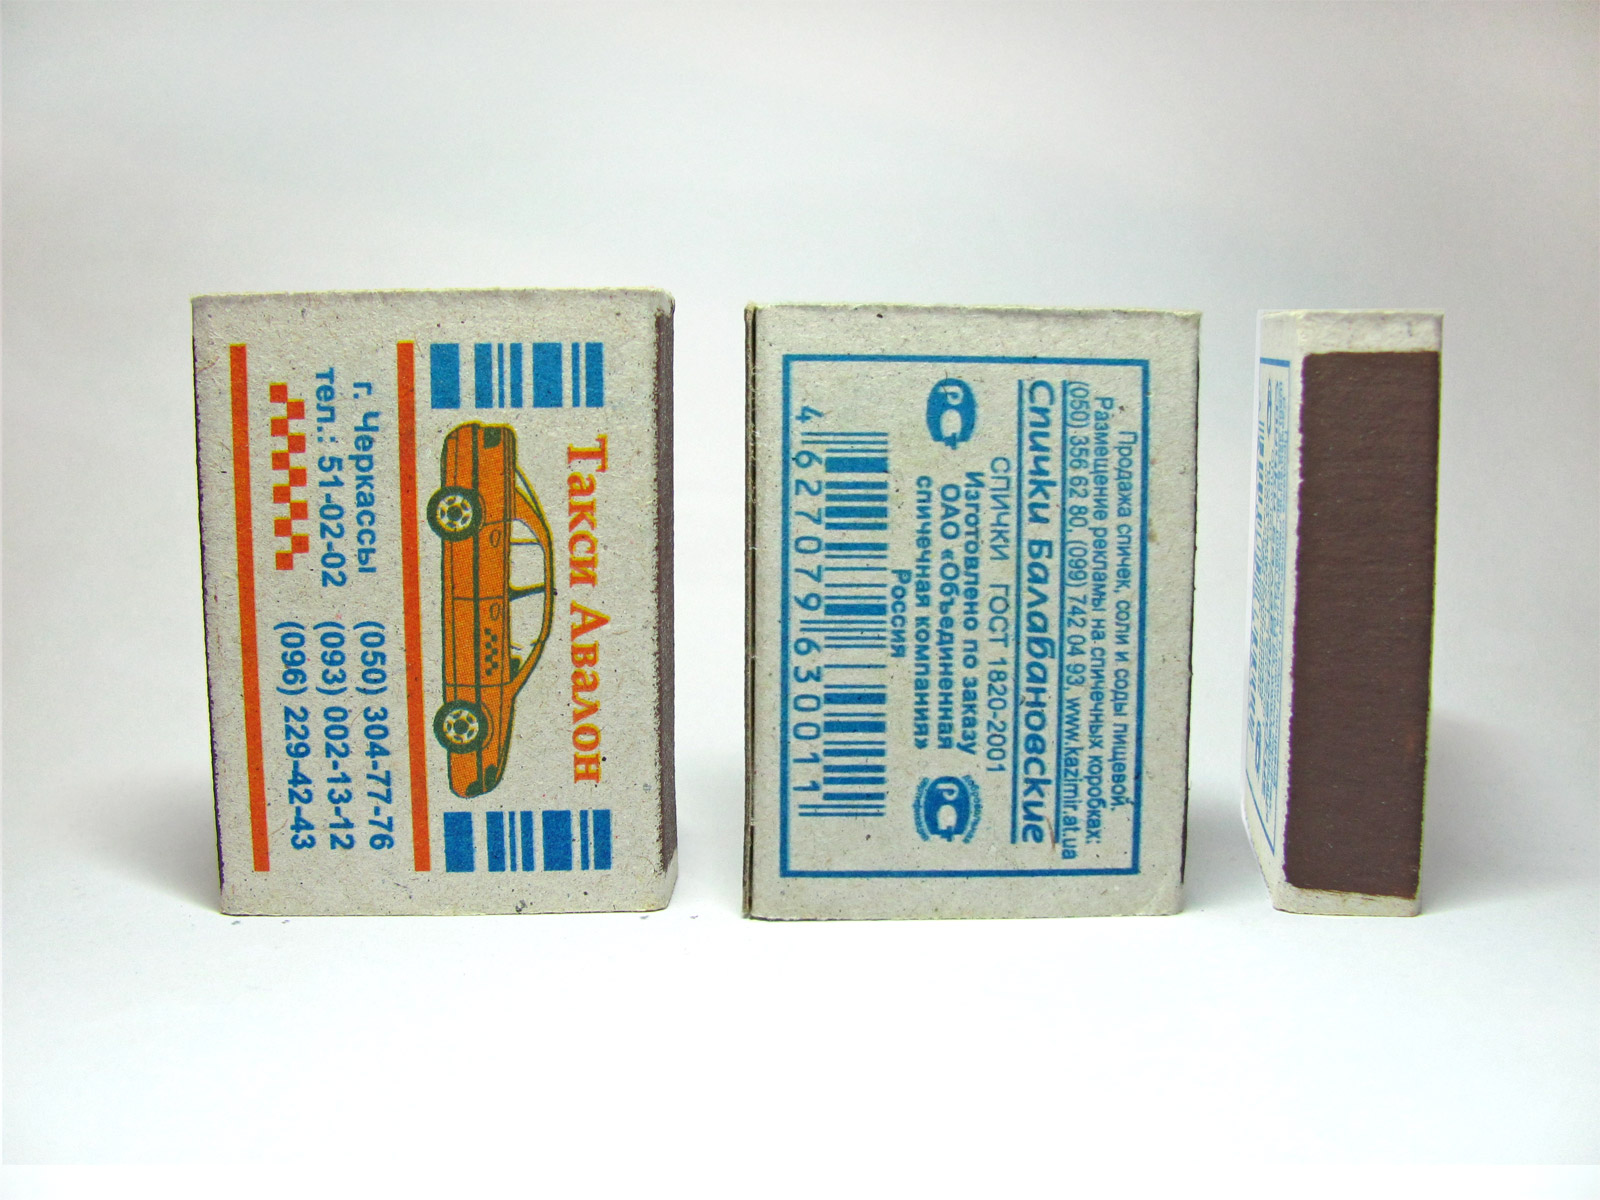 Такси Авалон
г. Черкассы
тел.: 51-02-02
(050) 304-77-76
(093) 002-13-12
(096) 229-42-43
Продажа спичек, соли и соды пищевой.
Размещение рекламы на спичечных коробках:
(050) 356 62 80, (099) 742 04 93, www.kazimir.at.ua
Спички Балабановские
СПИЧКИ ГОСТ 1820-2001
Изготовлено по заказу
ОАО «Объединенная
спичечная компания»
Россия
4 627079 630011